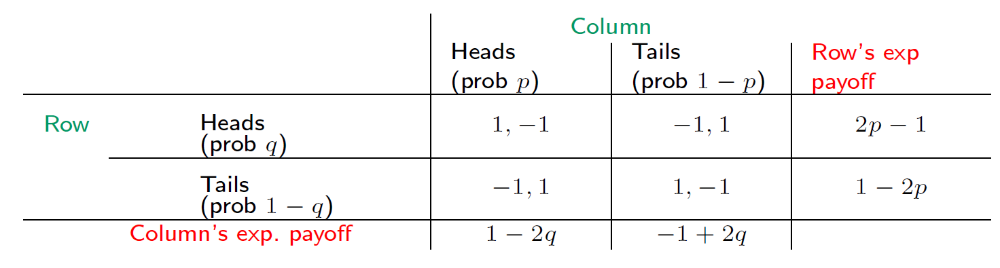 Column
Heads Tails Row's exp
(prob p) (prob 1 − p) payoff
Row Heads 1, −1 −1, 1 2p − 1
(prob q)
Tails −1, 1 1, −1 1 − 2p
(prob 1 − q)
Column's exp. payoff 1 − 2q −1 + 2q